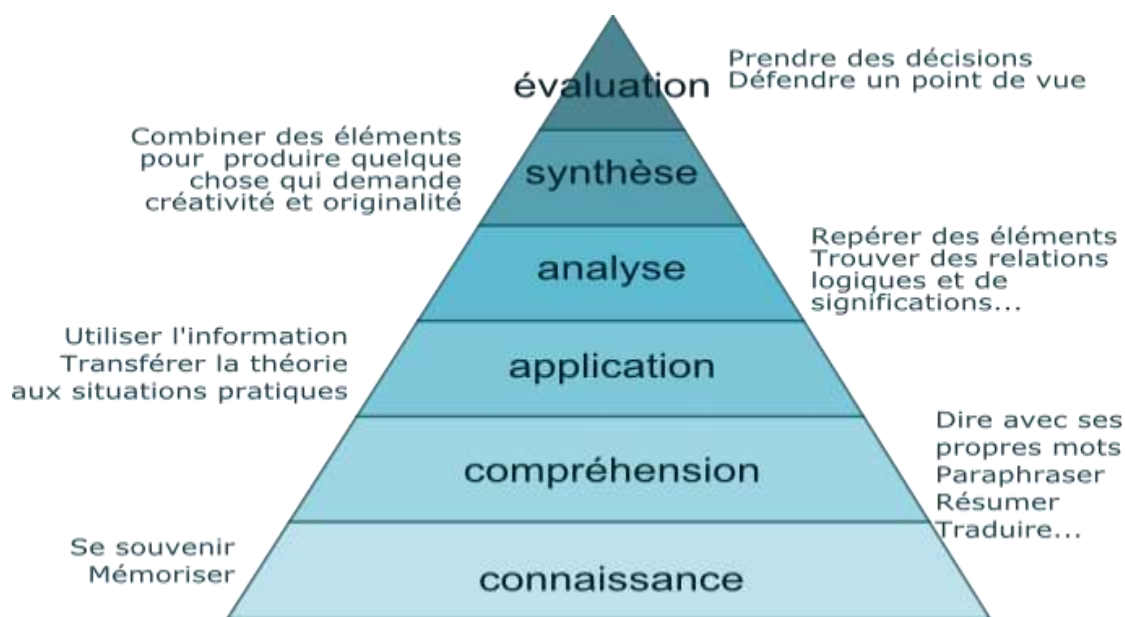 évaluation
Prendre des décisions
Défendre un point de vue
Combiner des éléments
pour produire quelque
chose qui demande
créativité et originalité
synthèse
analyse
Repérer des éléments
Trouver des relations
logiques et de
significations...
Utiliser l'information
Transférer la théorie
aux situations pratiques
application
Dire avec ses
propres mots
Paraphraser
Résumer
Traduire...
compréhension
Se souvenir
Mémoriser
connaissance